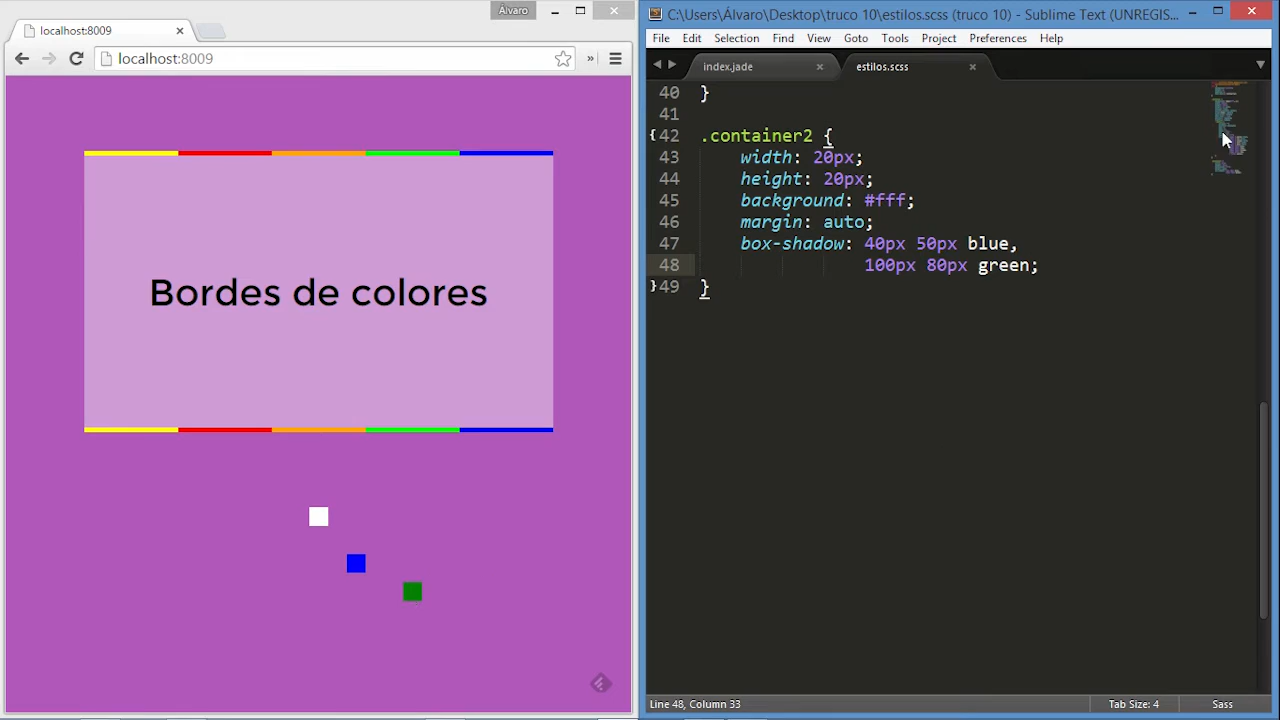 Álvaro
localhost:8009
localhost:8009
Bordes de colores
C:\Users\Álvaro\Desktop\truco 10\estilos.scss (truco 10) - Sublime Text (UNREGIS...
File Edit Selection Find View Goto Tools Project Preferences Help
index.jade estilos.scss
40 }
41
42 .container2 {
43 width: 20px;
44 height: 20px;
45 background: #fff;
46 margin: auto;
47 box-shadow: 40px 50px blue,
48 100px 80px green;
49 }
Line 48, Column 33 Tab Size: 4 Sass